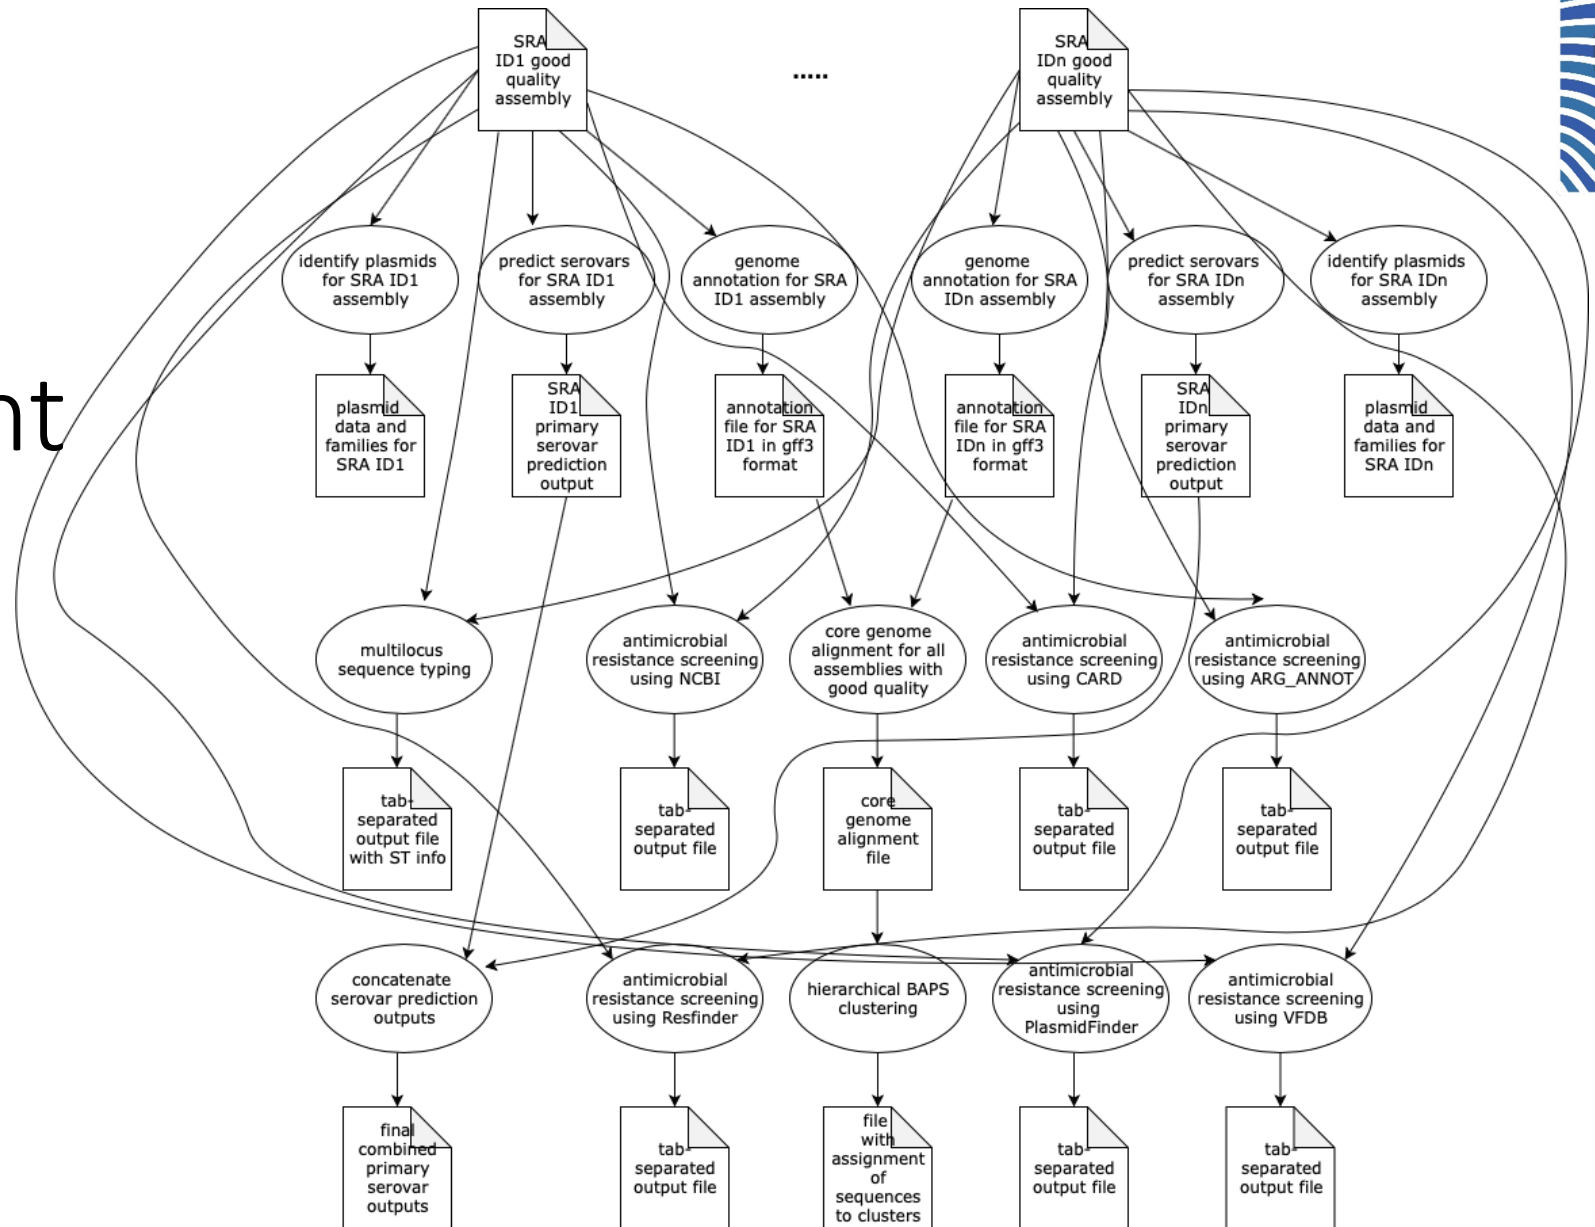 SRA
ID1 good
quality
assembly
.....
SRA
IDn good
quality
assembly
identify plasmids
for SRA ID1
assembly
predict serovars
for SRA ID1
assembly
genome
annotation for SRA
ID1 assembly
genome
annotation for SRA
IDn assembly
predict serovars
for SRA IDn
assembly
identify plasmids
for SRA IDn
assembly
nt
plasmid
data and
families for
SRA ID1
SRA
ID1
primary
serovar
prediction
output
annotation
file for SRA
ID1 in gff3
format
annotation
file for SRA
IDn in gff3
format
SRA
IDn
primary
serovar
prediction
output
plasmid
data and
families for
SRA IDn
multilocus
sequence typing
antimicrobial
resistance screening
using NCBI
core genome
alignment for all
assemblies with
good quality
antimicrobial
resistance screening
using CARD
antimicrobial
resistance screening
using ARG_ANNOT
tab-
separated
output file
with ST info
tab-
separated
output file
core
genome
alignment
file
tab-
separated
output file
tab-
separated
output file
concatenate
serovar prediction
outputs
antimicrobial
resistance screening
using Resfinder
hierarchical BAPS
clustering
antimicrobial
resistance screening
using
PlasmidFinder
antimicrobial
resistance screening
using VFDB
final
combined
primary
serovar
outputs
tab-
separated
output file
file
with
assignment
of
sequences
to clusters
tab-
separated
output file
tab-
separated
output file